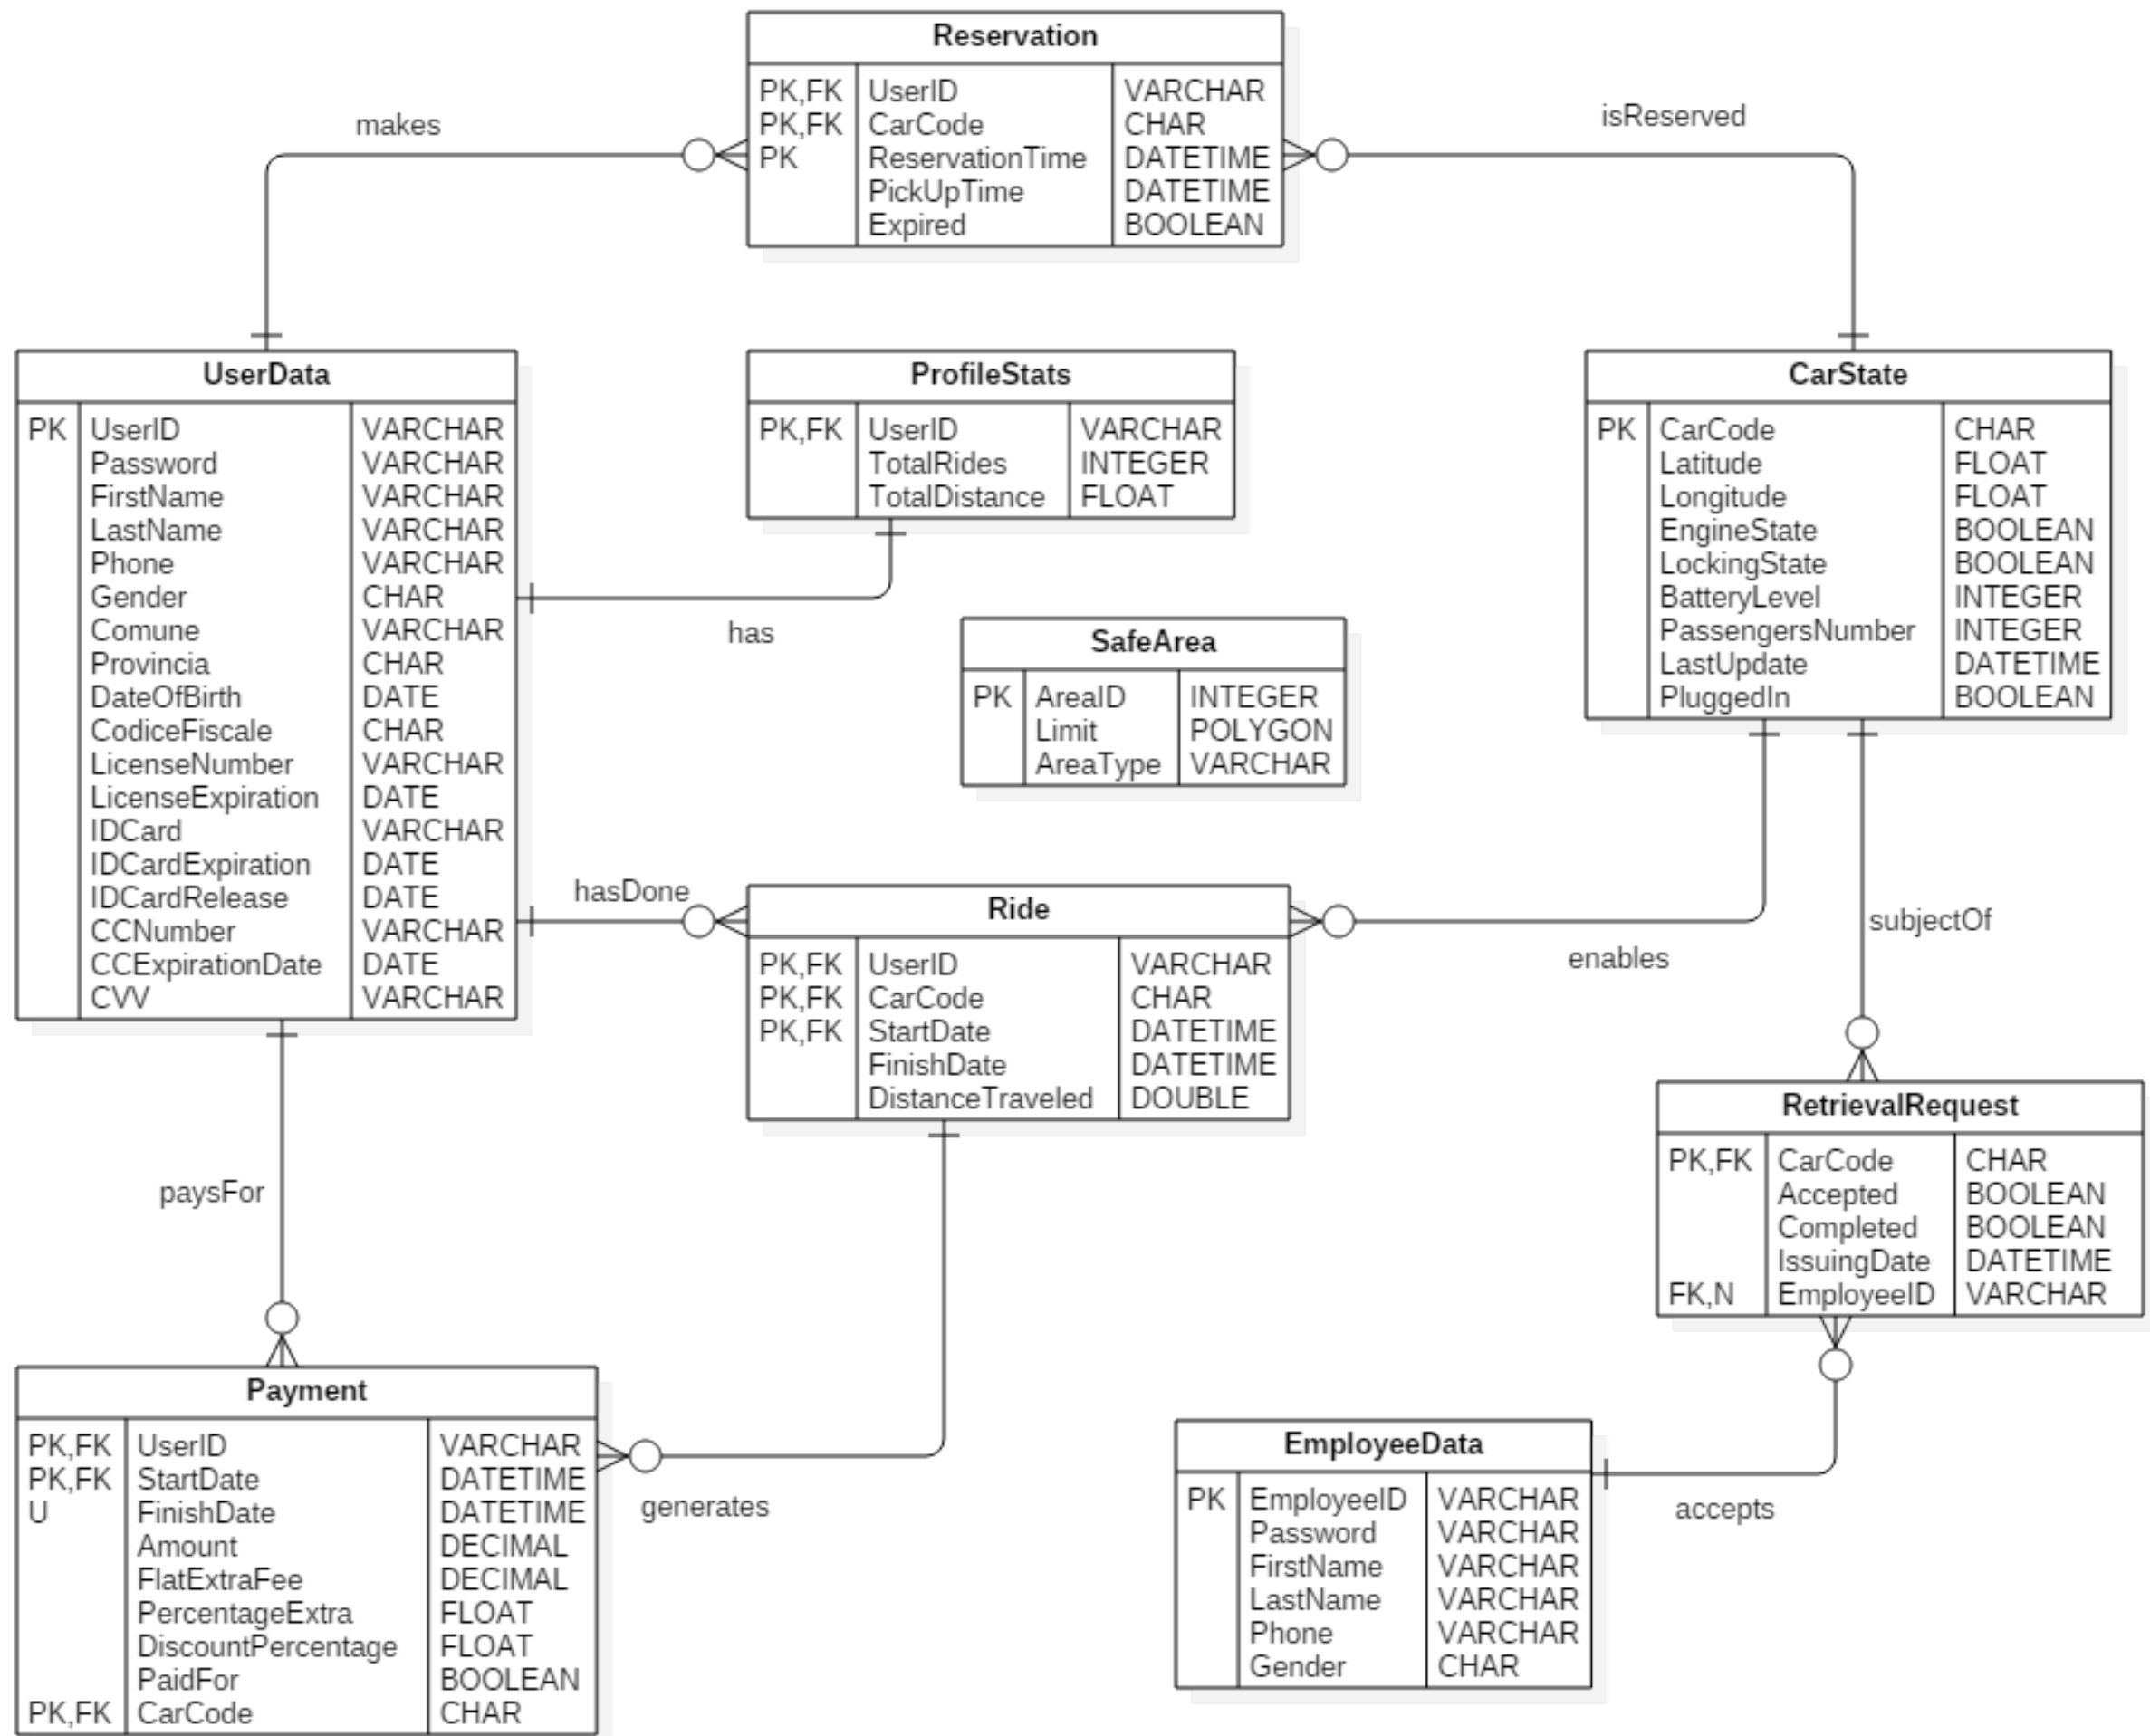 Reservation
PK,FK UserID VARCHAR
PK,FK CarCode CHAR
PK ReservationTime DATETIME
PickUpTime DATETIME
Expired BOOLEAN
makes
isReserved
UserData
PK UserID VARCHAR
Password VARCHAR
FirstName VARCHAR
LastName VARCHAR
Phone VARCHAR
Gender CHAR
Comune VARCHAR
Provincia CHAR
DateOfBirth DATE
CodiceFiscale CHAR
LicenseNumber VARCHAR
LicenseExpiration DATE
IDCard VARCHAR
IDCardExpiration DATE
IDCardRelease DATE
CCNumber VARCHAR
CCExpirationDate DATE
CVV VARCHAR
ProfileStats
PK,FK UserID VARCHAR
TotalRides INTEGER
TotalDistance FLOAT
has
CarState
PK CarCode CHAR
Latitude FLOAT
Longitude FLOAT
EngineState BOOLEAN
LockingState BOOLEAN
BatteryLevel INTEGER
PassengersNumber INTEGER
LastUpdate DATETIME
PluggedIn BOOLEAN
SafeArea
PK AreaID INTEGER
Limit POLYGON
AreaType VARCHAR
hasDone
Ride
PK,FK UserID VARCHAR
PK,FK CarCode CHAR
PK,FK StartDate DATETIME
FinishDate DATETIME
DistanceTraveled DOUBLE
enables
subjectOf
RetrievalRequest
PK,FK CarCode CHAR
Accepted BOOLEAN
Completed BOOLEAN
IssuingDate DATETIME
FK,N EmployeeID VARCHAR
paysFor
Payment
PK,FK UserID VARCHAR
PK,FK StartDate DATETIME
U FinishDate DATETIME
Amount DECIMAL
FlatExtraFee DECIMAL
PercentageExtra FLOAT
DiscountPercentage FLOAT
PaidFor BOOLEAN
PK,FK CarCode CHAR
generates
EmployeeData
PK EmployeeID VARCHAR
Password VARCHAR
FirstName VARCHAR
LastName VARCHAR
Phone VARCHAR
Gender CHAR
accepts